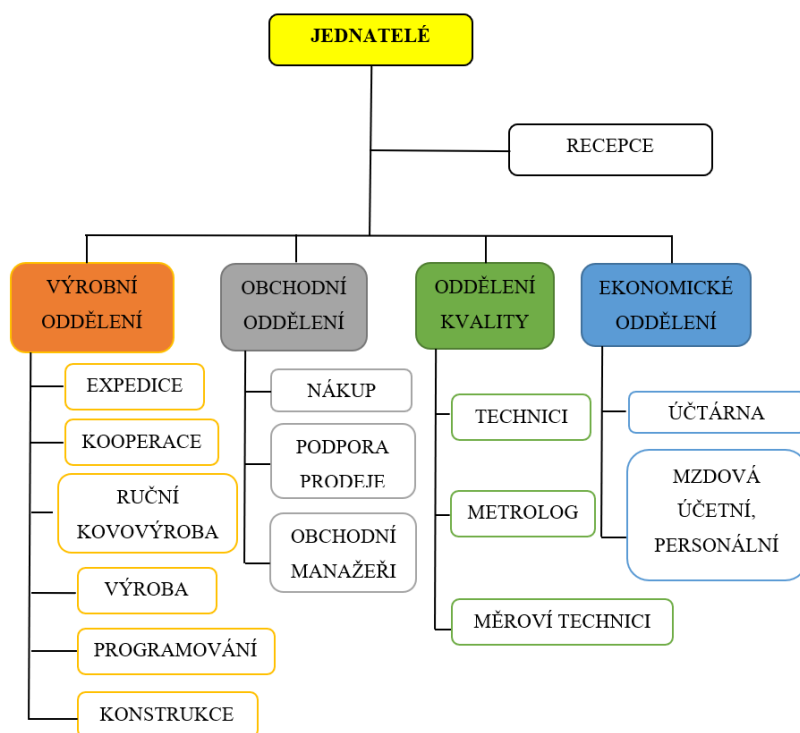 JEDNATELÉ
RECEPCE
VÝROBNÍ
ODDĚLENÍ
OBCHODNÍ
ODDĚLENÍ
ODDĚLENÍ
KVALITY
EKONOMICKÉ
ODDĚLENÍ
EXPEDICE
KOOPERACE
RUČNÍ
KOVOVÝROBA
VÝROBA
PROGRAMOVÁNÍ
KONSTRUKCE
NÁKUP
PODPORA
PRODEJE
OBCHODNÍ
MANAŽEŘI
TECHNICI
METROLOG
MĚROVÍ TECHNICI
ÚČTÁRNA
MZDOVÁ
ÚČETNÍ,
PERSONÁLNÍ